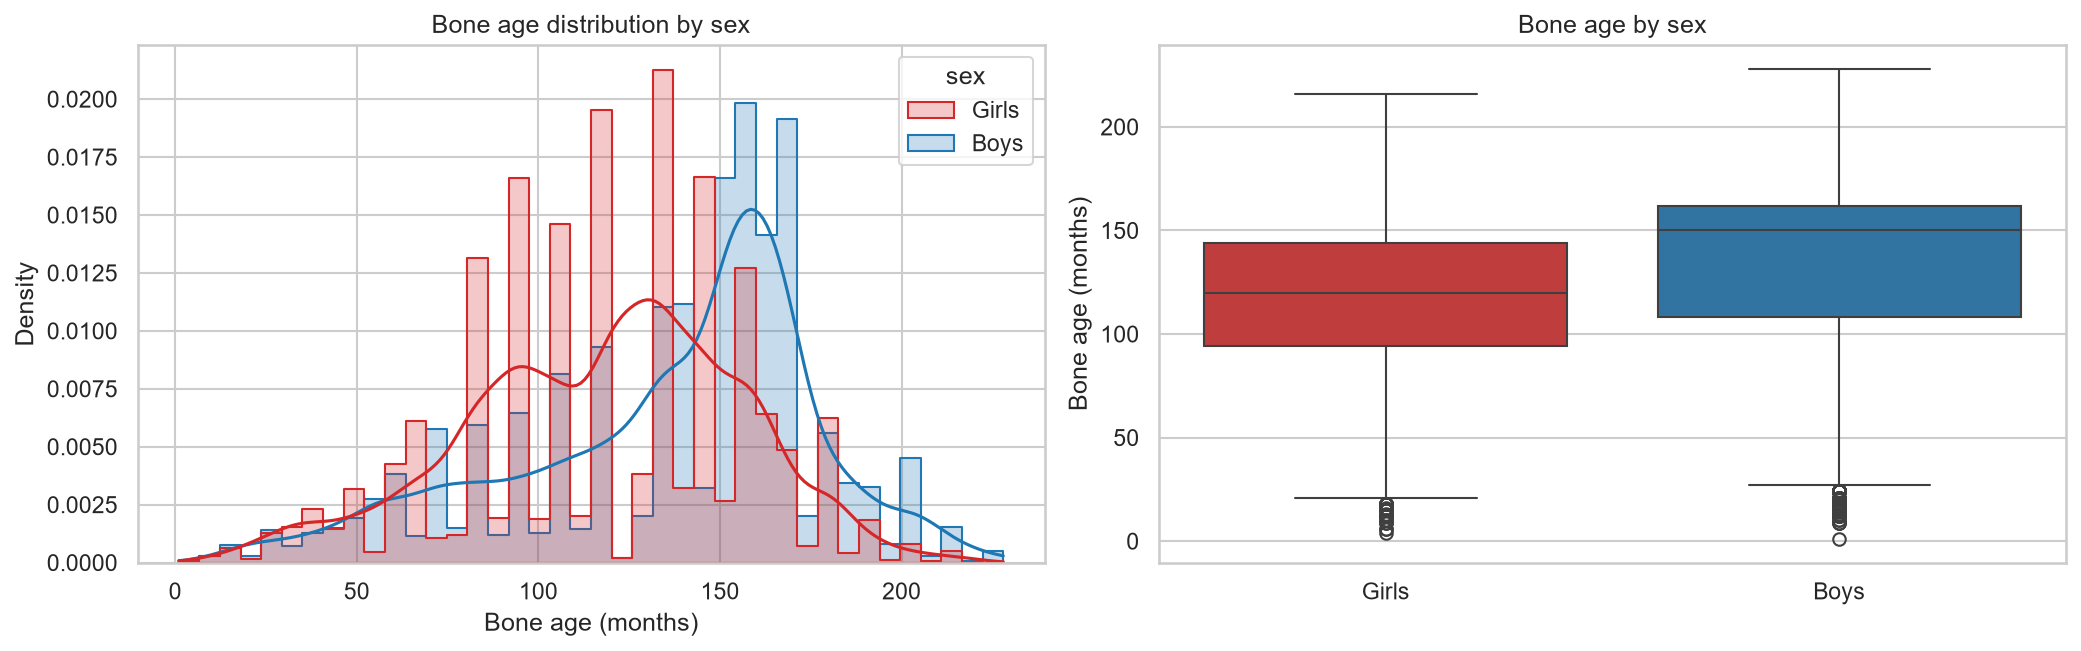 Bone age distribution by sex
Density
0.0200
0.0175
0.0150
0.0125
0.0100
0.0075
0.0050
0.0025
0.0000
0 50 100 150 200
Bone age (months)
sex
Girls
Boys
Bone age by sex
Bone age (months)
200
150
100
50
0
Girls Boys